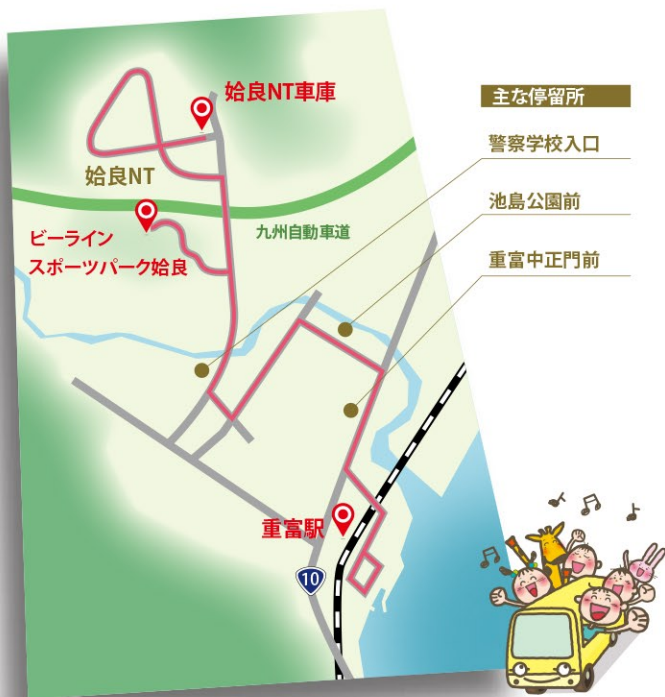 姶良NT車庫
主な停留所
警察学校入口
姶良NT
池島公園前
九州自動車道
ビーライン
スポーツパーク姶良
重富中正門前
重富駅
10